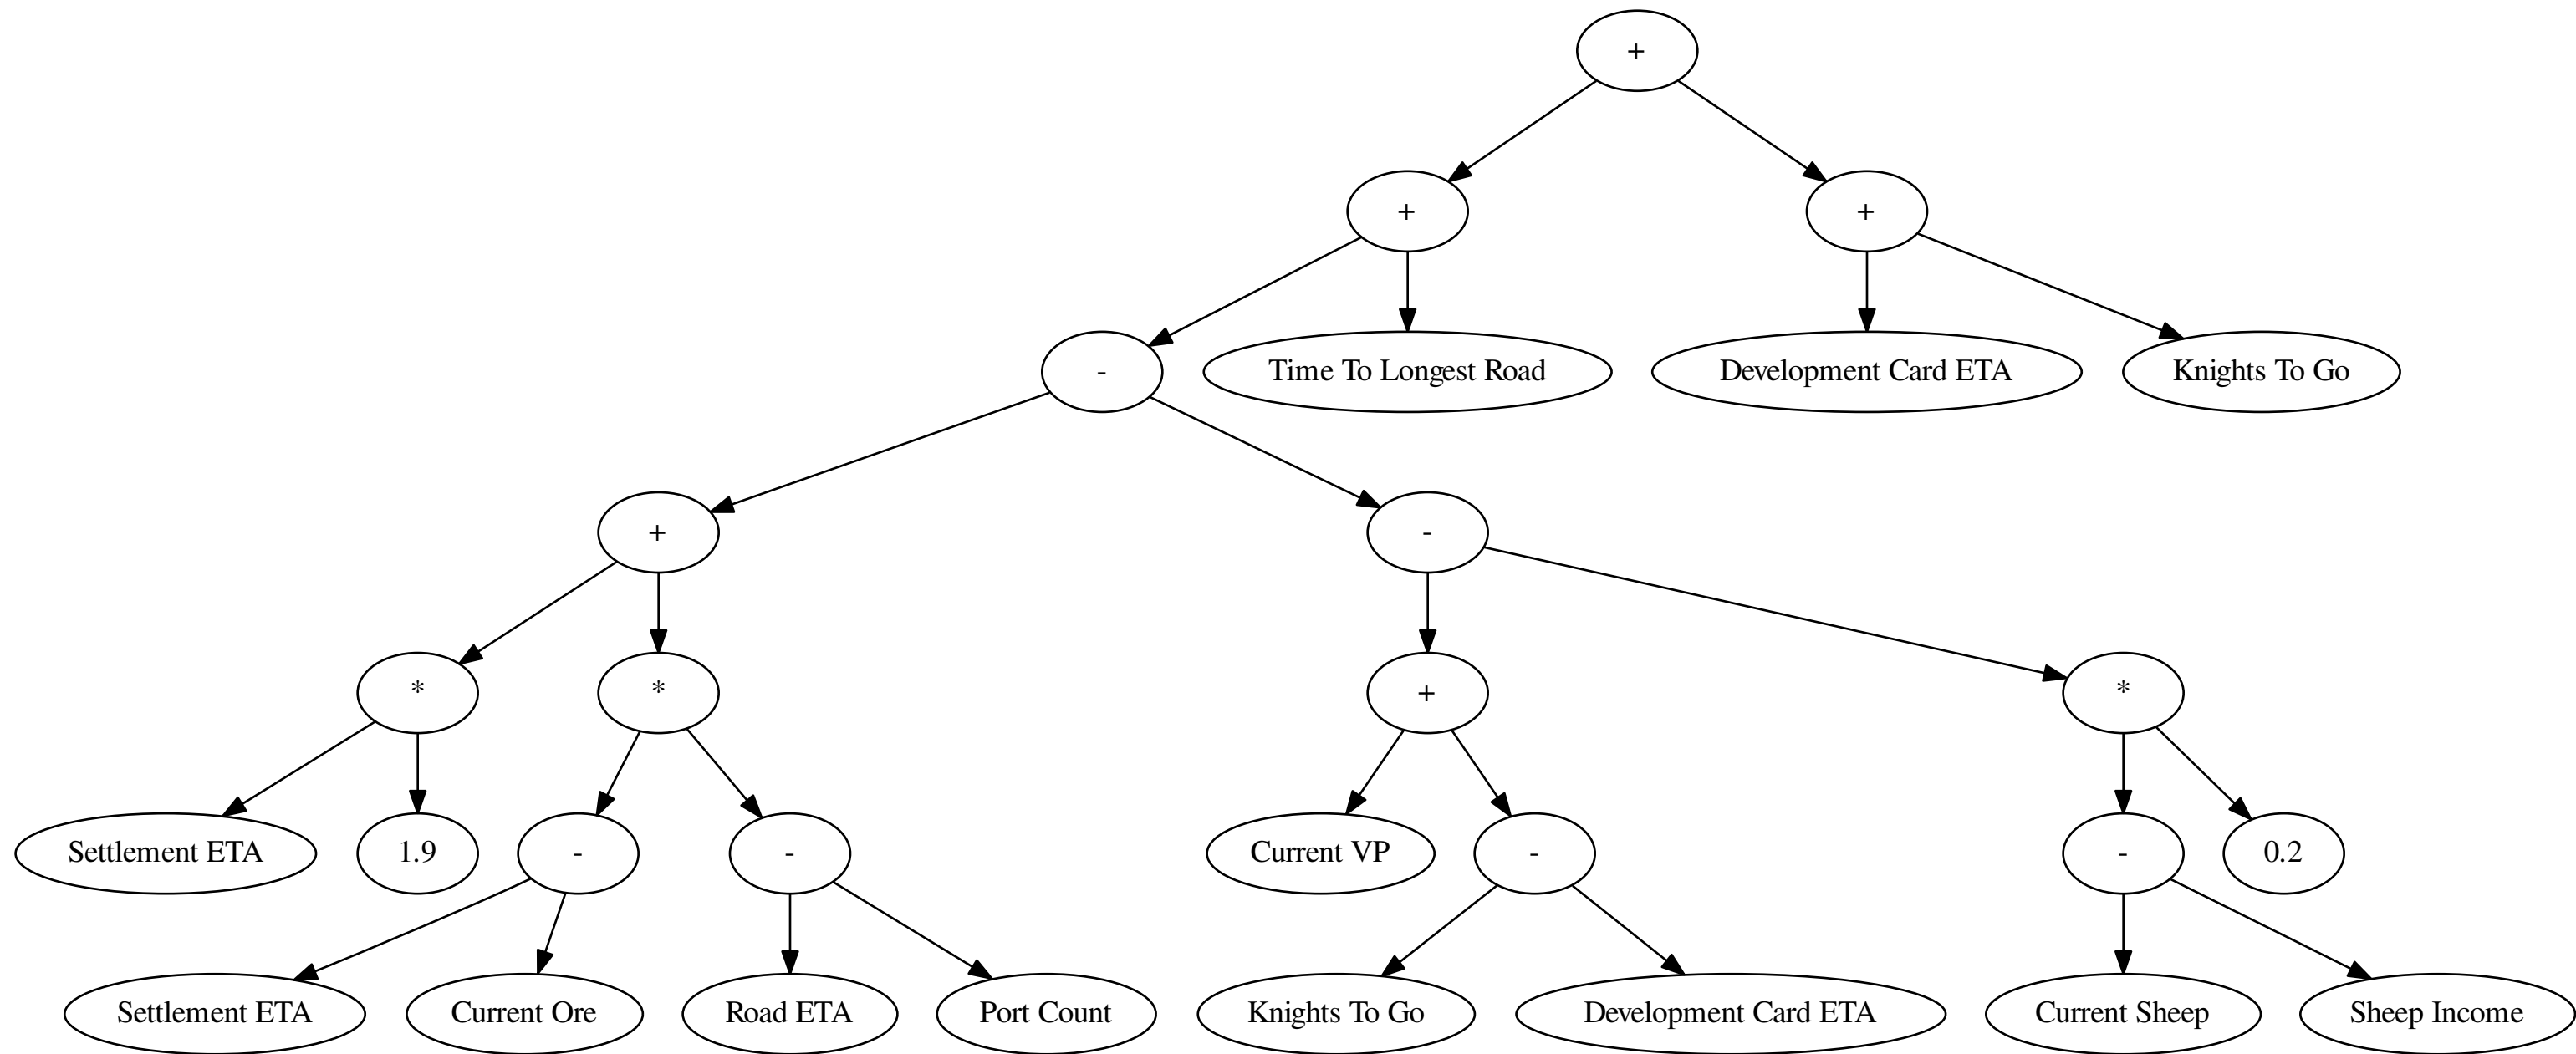 +
+
+
-
Time To Longest Road
Development Card ETA
Knights To Go
+
-
*
*
+
*
Settlement ETA
1.9
-
-
Current VP
-
-
0.2
Settlement ETA
Current Ore
Road ETA
Port Count
Knights To Go
Development Card ETA
Current Sheep
Sheep Income